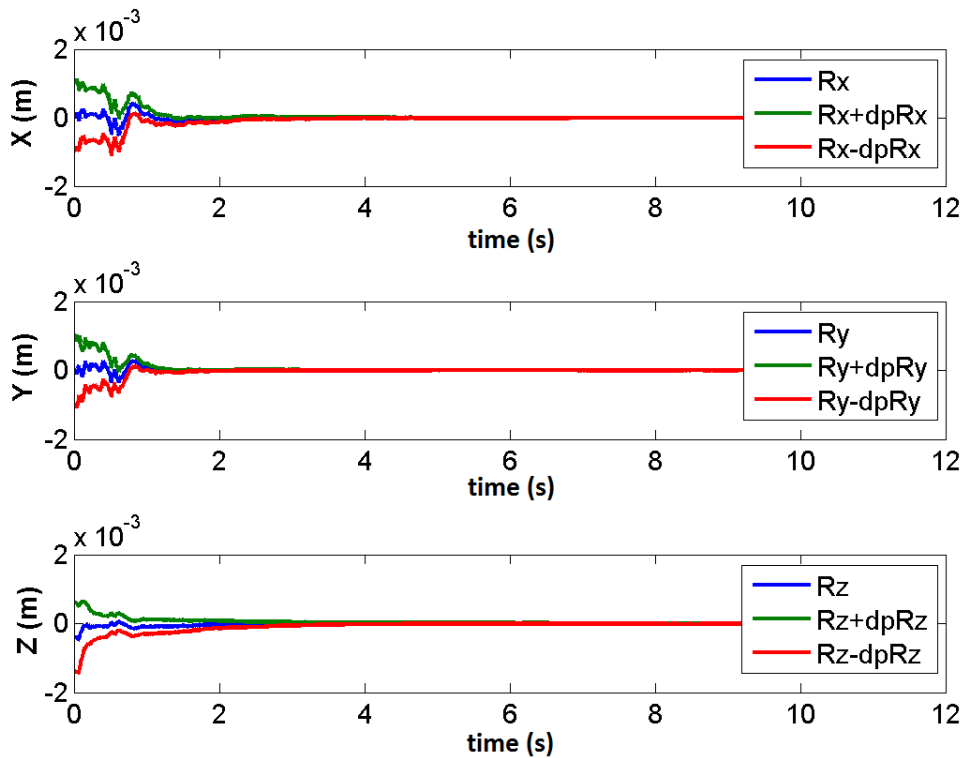 x 10-3
2
0
-2
X (m)
0 2 4 6 8 10 12
time (s)
Rx
Rx+dpRx
Rx-dpRx
x 10-3
2
0
-2
Y (m)
0 2 4 6 8 10 12
time (s)
Ry
Ry+dpRy
Ry-dpRy
x 10-3
2
0
-2
Z (m)
0 2 4 6 8 10 12
time (s)
Rz
Rz+dpRz
Rz-dpRz